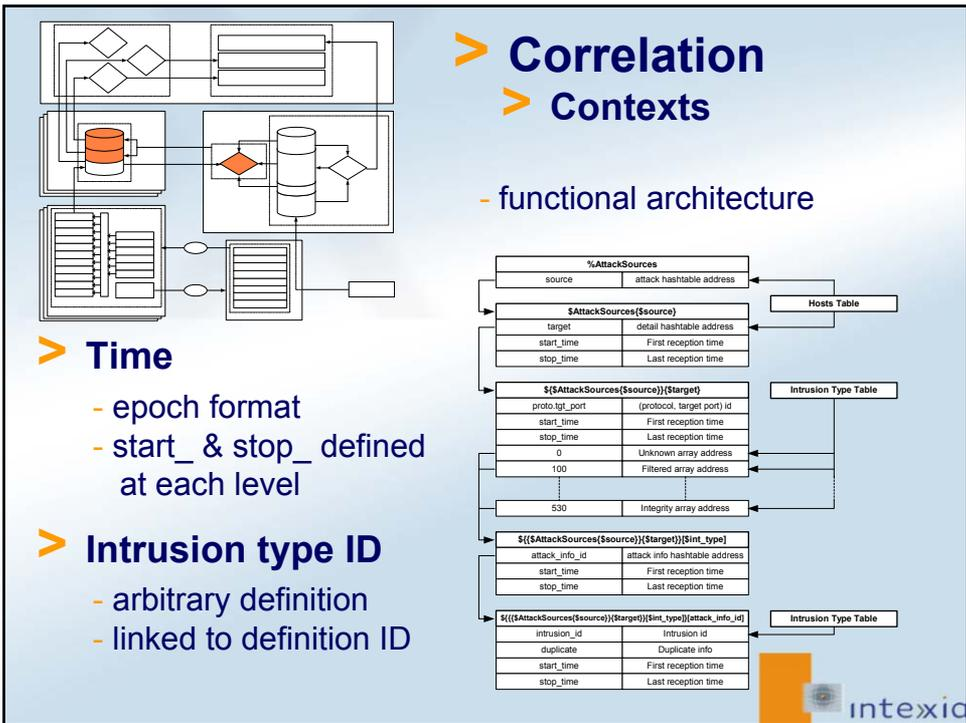 > Correlation
> Contexts
- functional architecture
> Time
- epoch format
- start_ & stop_ defined
at each level
> Intrusion type ID
- arbitrary definition
- linked to definition ID
%AttackSources
source attack hashtable address
Hosts Table
$AttackSources{$source}
target detail hashtable address
start_time First reception time
stop_time Last reception time
${$AttackSources{$source}}{$target} Intrusion Type Table
proto.tgt_port (protocol, target port) id
start_time First reception time
stop_time Last reception time
0 Unknown array address
100 Filtered array address
530 Integrity array address
${{$AttackSources{$source}}{$target}}[$int_type]
attack_info_id attack info hashtable address
start_time First reception time
stop_time Last reception time
${{{$AttackSources{$source}}{$target}}[$int_type]}[attack_info_id] Intrusion Type Table
intrusion_id Intrusion id
duplicate Duplicate info
start_time First reception time
stop_time Last reception time